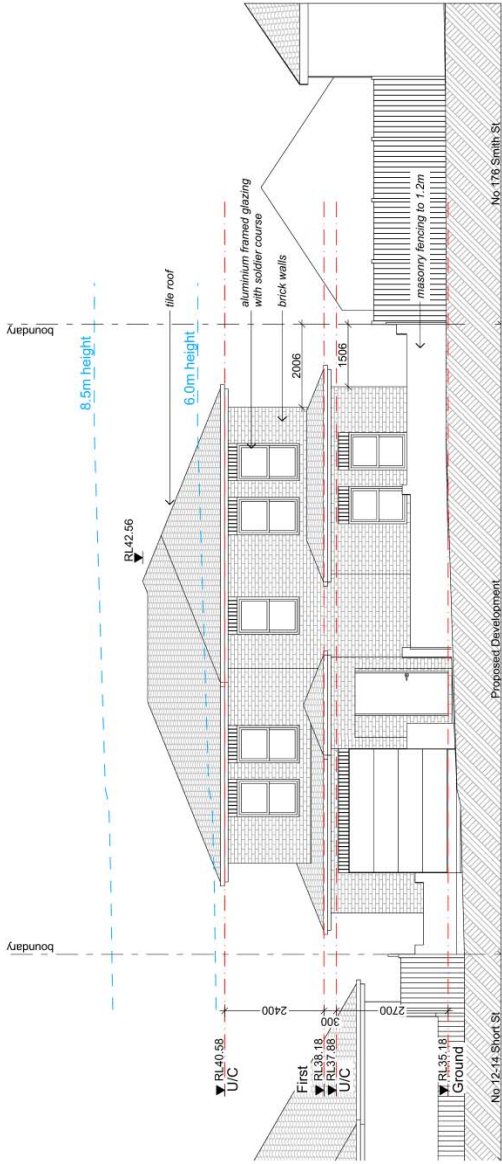 boundary
boundary
8.5m height
6.0m height
RL42.56
tile roof
aluminium framed glazing
with soldier course
brick walls
2006
1506
masonry fencing to 1.2m
RL40.58
U/C
2400
First
RL38.18
300
RL37.88
U/C
2700
RL35.18
Ground
No 12-14 Short St
Proposed Development
No 176 Smith St